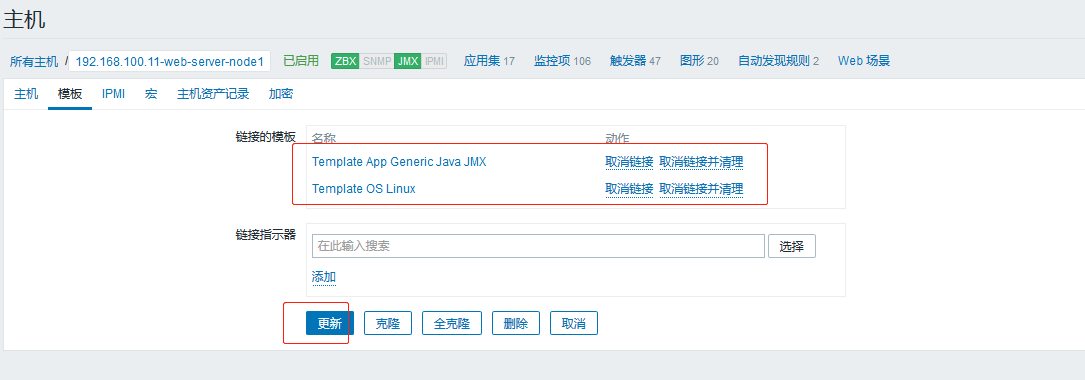 主机
所有主机 / 192.168.100.11-web-server-node1 已启用 ZBX SNMP JMX IPMI 应用集 17 监控项 106 触发器 47 图形 20 自动发现规则 2 Web 场景
主机 模板 IPMI 宏 主机资产记录 加密
链接的模板 名称 动作
Template App Generic Java JMX 取消链接 取消链接并清理
Template OS Linux 取消链接 取消链接并清理
链接指示器 在此输入搜索 选择
添加
更新 克隆 全克隆 删除 取消